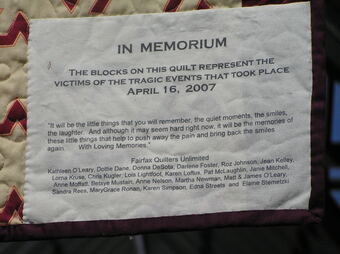 IN MEMORIUM
THE BLOCKS ON THIS QUILT REPRESENT THE
VICTIMS OF THE TRAGIC EVENTS THAT TOOK PLACE
APRIL 16, 2007
"It will be the little things that you will remember, the quiet moments, the smiles,
the laughter. And although it may seem hard right now, it will be the memories of
these little things that help to push away the pain and bring back the smiles
again. With Loving Memories."
Fairfax Quilters Unlimited
Kathleen O'Leary, Dottie Dane, Donna DeSota, Darlene Foster, Roz Johnson, Jean Kelley,
Lorna Kruse, Chris Kugler, Lois Lightfoot, Karen Loftus, Pat McLaughlin, Janie Mitchell,
Anne Moffatt, Betsye Mustain, Anne Nelson, Martha Newman, Matt & James O'Leary,
Sandra Rees, MaryGrace Ronan, Karen Simpson, Edna Streets and Elaine Stemetzki